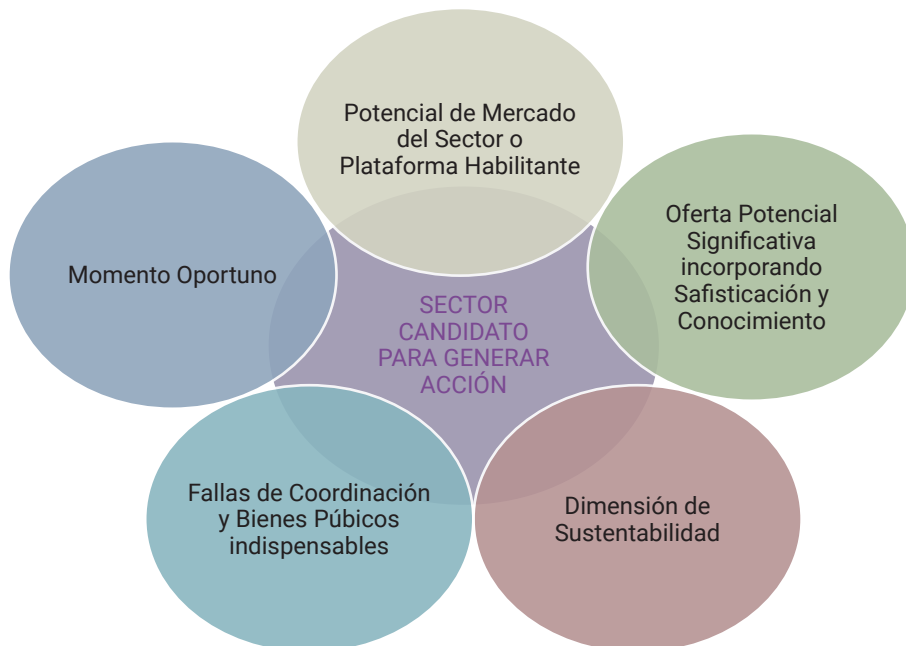 Potencial de Mercado
del Sector o
Plataforma Habilitante
Oferta Potencial
Significativa
incorporando
Safisticación y
Conocimiento
Momento Oportuno
SECTOR
CANDIDATO
PARA GENERAR
ACCIÓN
Fallas de Coordinación
y Bienes Púbicos
indispensables
Dimensión de
Sustentabilidad